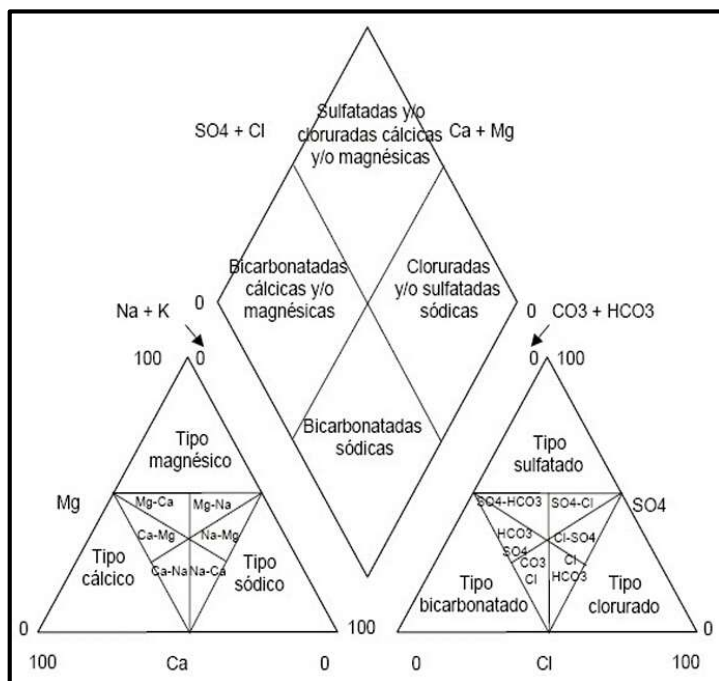 Sulfatadas y/o
SO4 + Cl
cloruradas cálcicas
Ca + Mg
y/o magnésicas
Bicarbonatadas
cálcicas y/o
magnésicas
Cloruradas
y/o sulfatadas
sódicas
0
0
Na + K
CO3 + HCO3
100
0
0
100
Bicarbonatadas
sódicas
Tipo
magnésico
Mg
Mg-Ca
Mg-Na
Ca-Mg
Na-Mg
Ca-Na
Na-Ca
Tipo
cálcico
Tipo
sódico
0
100
100
Ca
0
Tipo
sulfatado
SO4-HCO3
SO4-Cl
SO4
HCO3
SO4
Cl-SO4
CO3
Cl
Cl
HCO3
Tipo
bicarbonatado
Tipo
clorurado
0
0
Cl
100